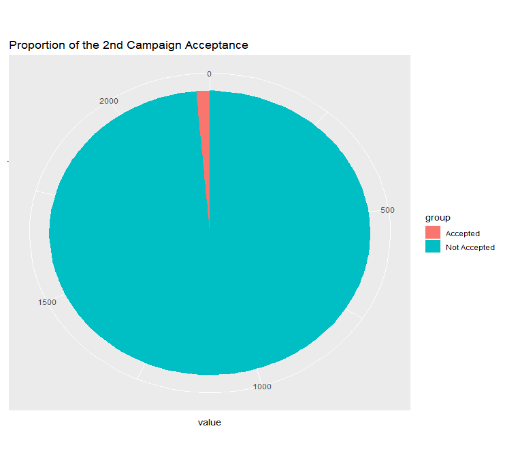 Proportion of the 2nd Campaign Acceptance
0
2000
500
group
Accepted
Not Accepted
1500
1000
value